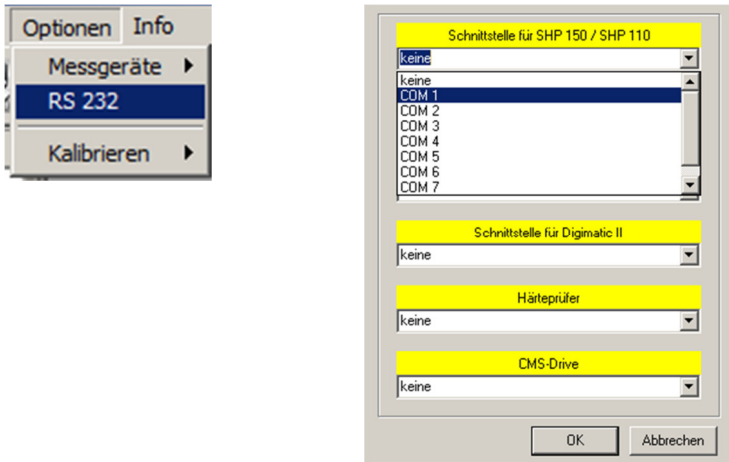 Optionen Info
Messgeräte
RS 232
Kalibrieren
Schnittstelle für SHP 150 / SHP 110
keine
keine
COM 1
COM 2
COM 3
COM 4
COM 5
COM 6
COM 7
Schnittstelle für Digimatic II
keine
Härteprüfer
keine
CMS-Drive
keine
OK Abbrechen